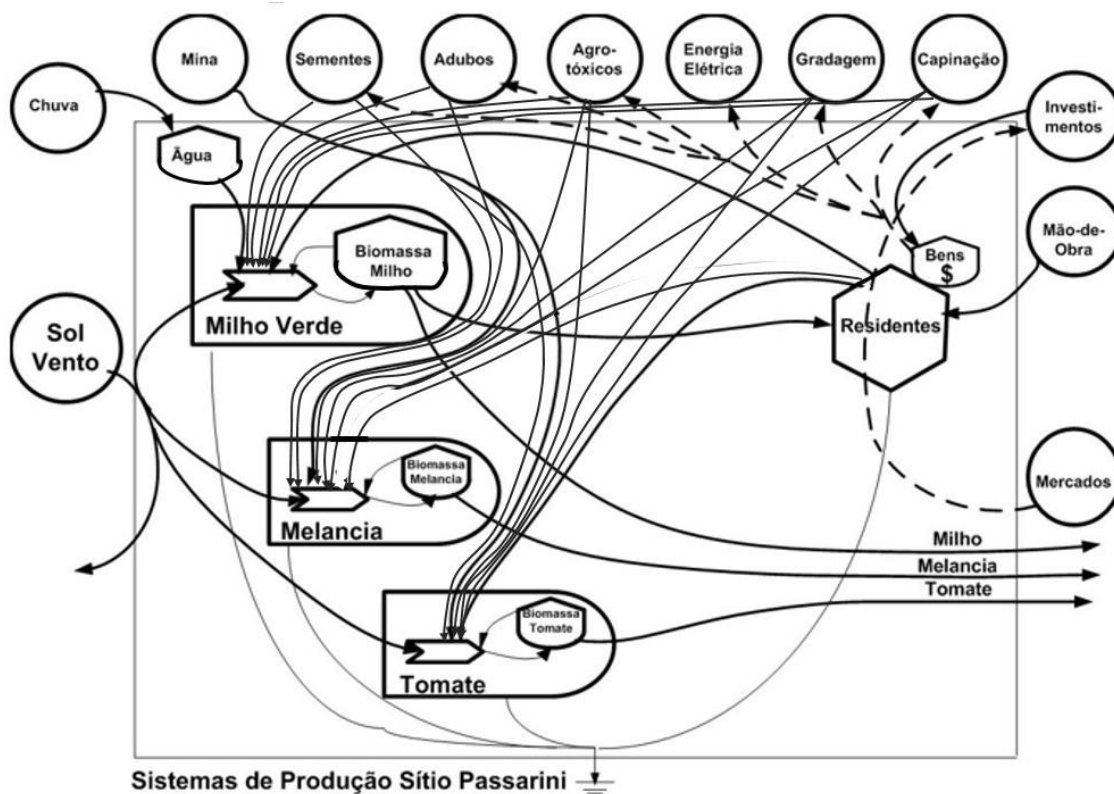 Mina
Sementes
Adubos
Agro-
tóxicos
Energia
Elétrica
Gradagem
Capinação
Chuva
Investi-
mentos
Água
Mão-de-
Obra
Biomassa
Milho
Bens
$
Milho Verde
Residentes
Sol
Vento
Biomassa
Melancia
Mercados
Melancia
Milho
Melancia
Tomate
Biomassa
Tomate
Tomate
Sistemas de Produção Sítio Passarini